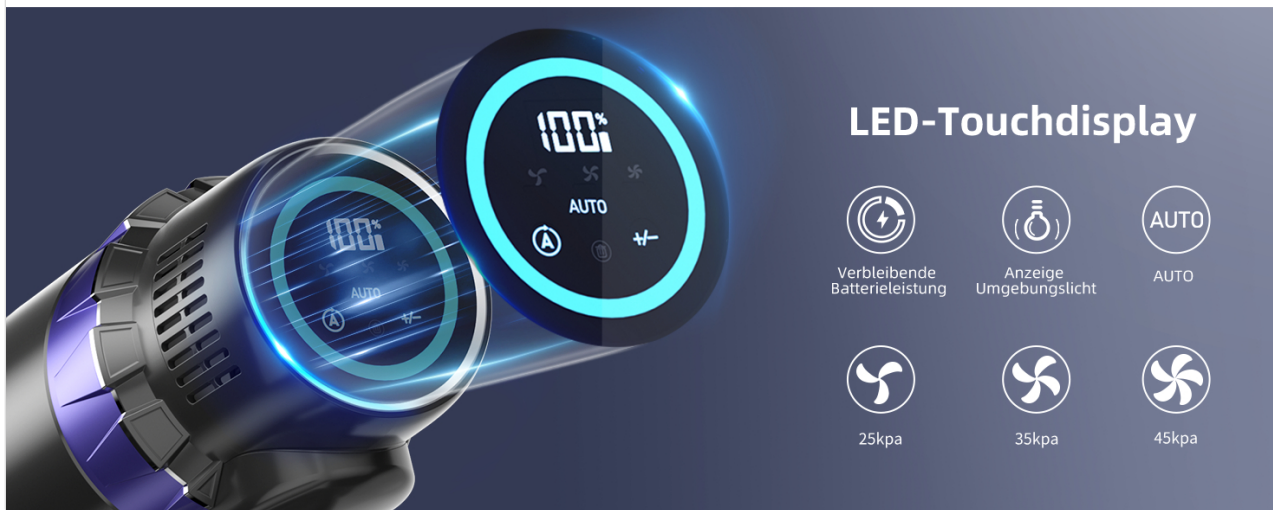 100%
AUTO
A
+/-
100%
AUTO
A
+/-
LED-Touchdisplay
Verbleibende
Batterieleistung
Anzeige
Umgebungslicht
AUTO
AUTO
25kpa
35kpa
45kpa